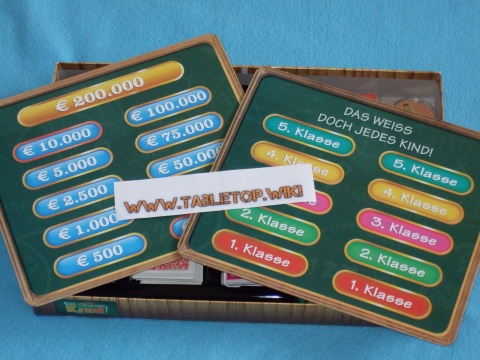 € 200.000
€ 10.000
€ 100.000
€ 5.000
€ 75.000
€ 2.500
€ 50.000
€ 1.000
€ 500
WWW.TABLETOP.WIKI
DAS WEISS
DOCH JEDES KIND!
5. Klasse
5. Klasse
4. Klasse
4. Klasse
3. Klasse
2. Klasse
2. Klasse
1. Klasse
1. Klasse